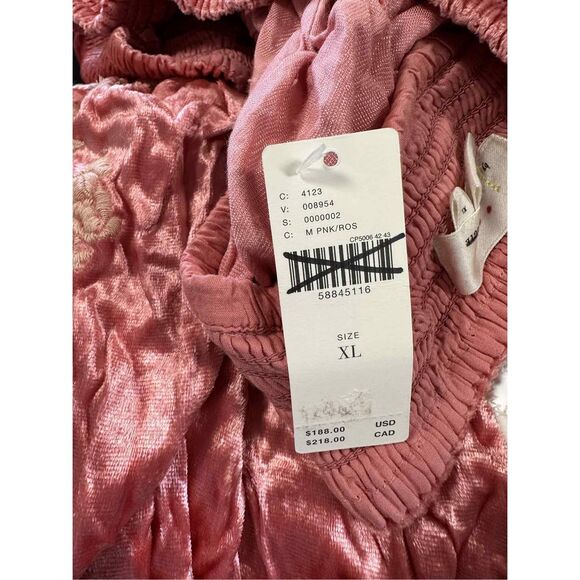 C: 4123
V: 008954
S: 0000002
C: M PNK/ROS
CP5006 42 43
58845116
SIZE
XL
$188.00 USD
$218.00 CAD